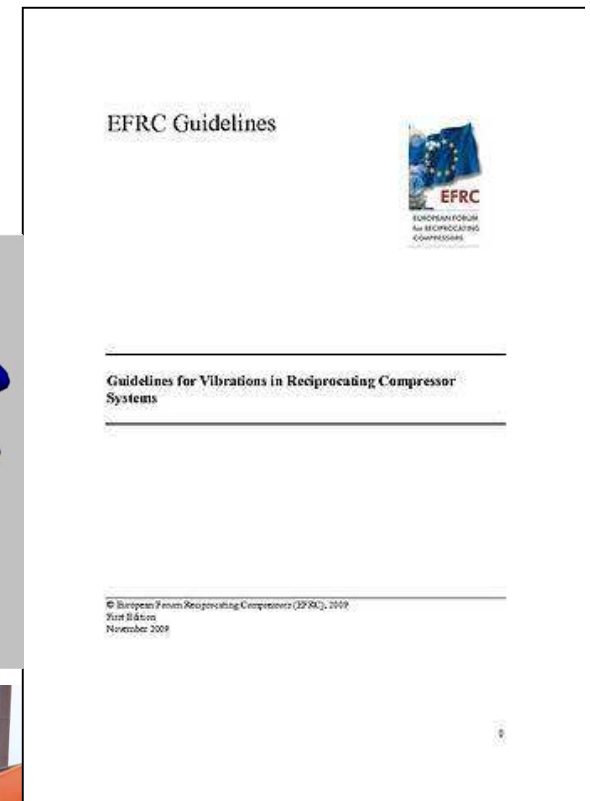 EFRC Guidelines
EFRC
EUROPEAN FORUM
for RECIPROCATING
COMPRESSORS
Guidelines for Vibrations in Reciprocating Compressor
Systems
© European Forum Reciprocating Compressors (EFRC), 2009
First Edition
November 2009
0